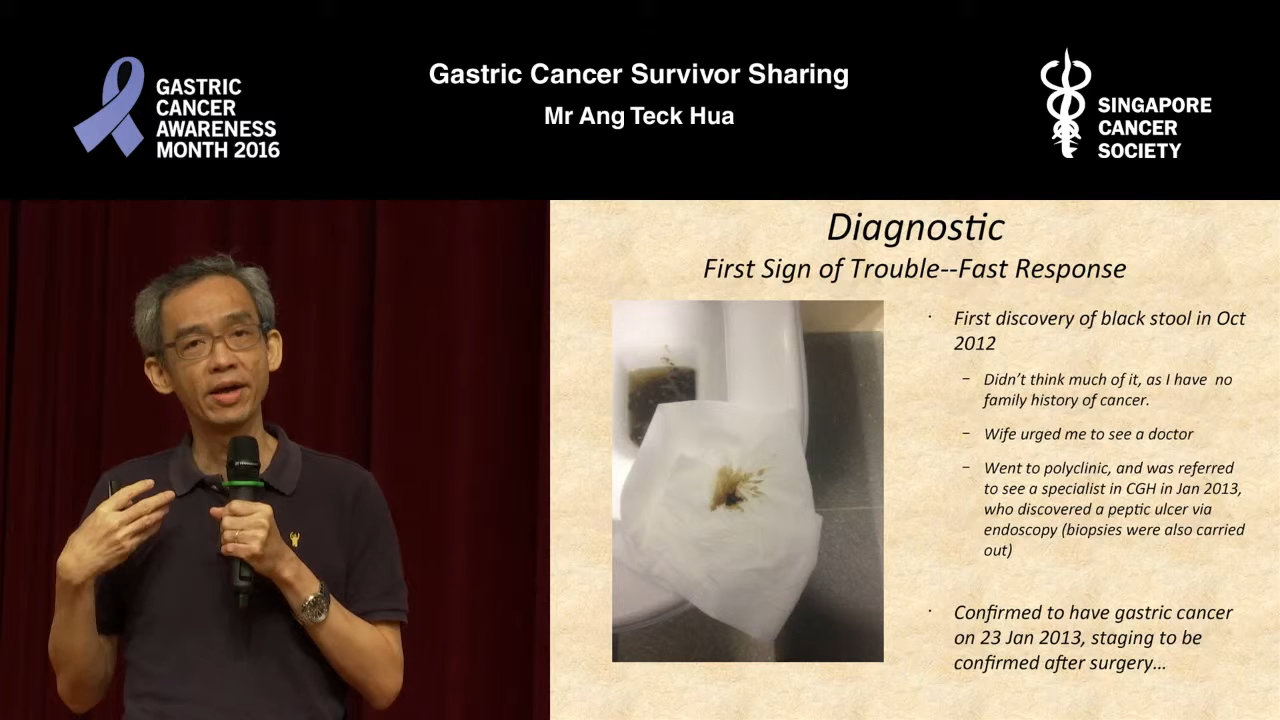 GASTRIC
CANCER
AWARENESS
MONTH 2016
Gastric Cancer Survivor Sharing
Mr Ang Teck Hua
SINGAPORE
CANCER
SOCIETY
Diagnostic
First Sign of Trouble--Fast Response
· First discovery of black stool in Oct
2012
– Didn’t think much of it, as I have no
family history of cancer.
– Wife urged me to see a doctor
– Went to polyclinic, and was referred
to see a specialist in CGH in Jan 2013,
who discovered a peptic ulcer via
endoscopy (biopsies were also carried
out)
· Confirmed to have gastric cancer
on 23 Jan 2013, staging to be
confirmed after surgery...